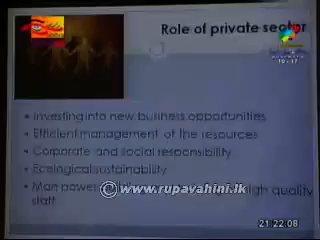 Role of private sector
• Investing into new business opportunities
• Efficient management of the resources
• Corporate and social responsibility
• Ecological sustainability
• Man power
©www.rupavahini.lk
high quality
staff
21:22:08